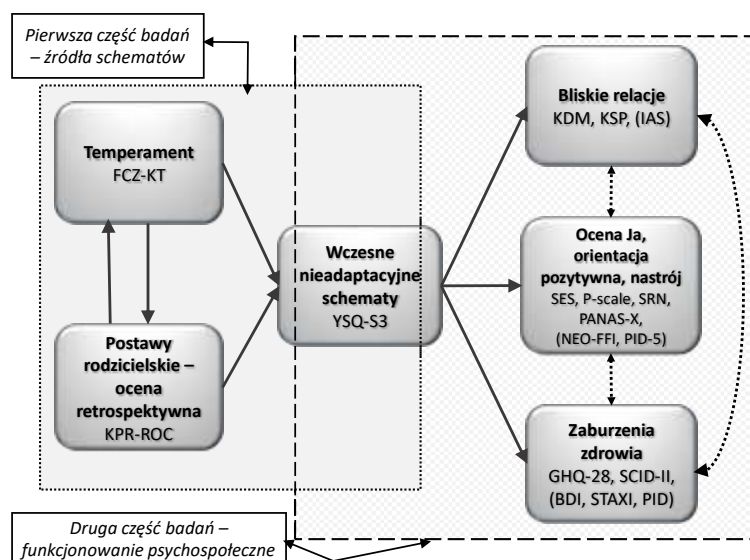 Pierwsza część badań
– źródła schematów
Temperament
FCZ-KT
Postawy
rodzicielskie –
ocena
retrospektywna
KPR-ROC
Wczesne
nieadaptacyjne
schematy
YSQ-S3
Bliskie relacje
KDM, KSP, (IAS)
Ocena Ja,
orientacja
pozytywna, nastrój
SES, P-scale, SRN,
PANAS-X,
(NEO-FFI, PID-5)
Zaburzenia
zdrowia
GHQ-28, SCID-II,
(BDI, STAXI, PID)
Druga część badań –
funkcjonowanie psychospołeczne